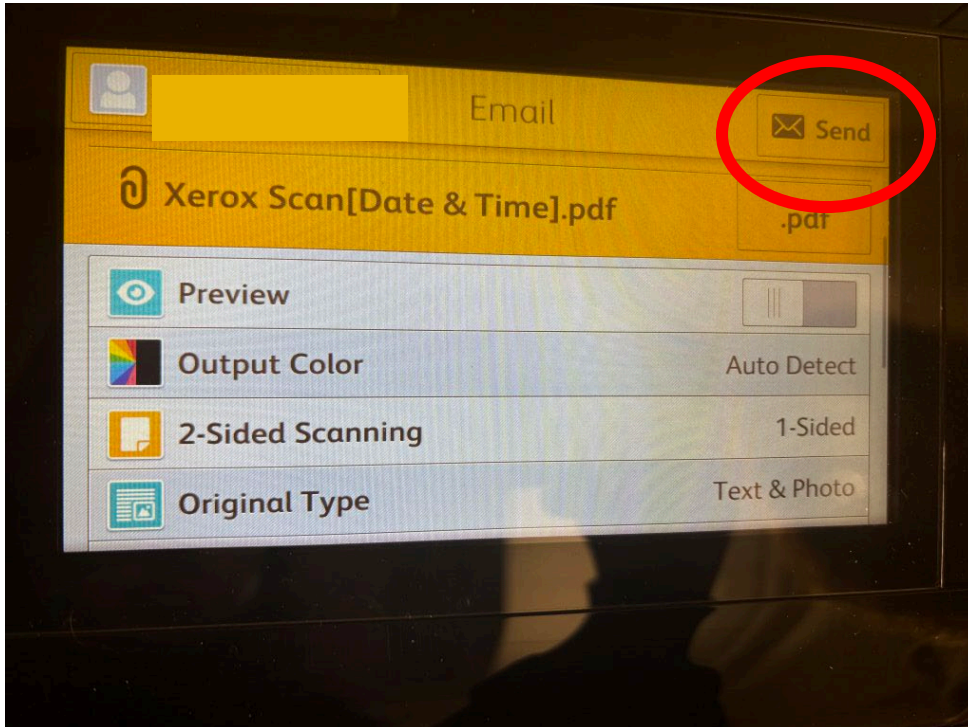 Email
Send
Xerox Scan[Date & Time].pdf
.pdf
Preview
Output Color
Auto Detect
2-Sided Scanning
1-Sided
Original Type
Text & Photo